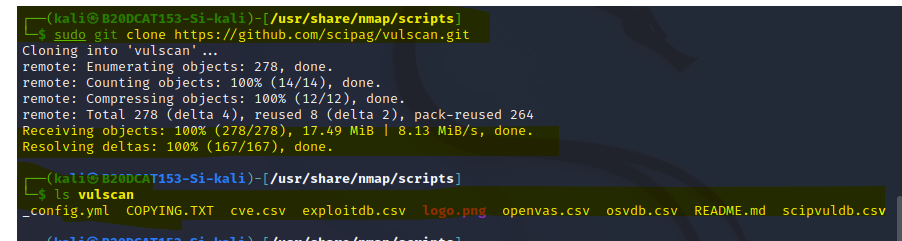 ┌──(kali㉿B20DCAT153-Si-kali)-[/usr/share/nmap/scripts]
└─$ sudo git clone https://github.com/scipag/vulscan.git
Cloning into 'vulscan'...
remote: Enumerating objects: 278, done.
remote: Counting objects: 100% (14/14), done.
remote: Compressing objects: 100% (12/12), done.
remote: Total 278 (delta 4), reused 8 (delta 2), pack-reused 264
Receiving objects: 100% (278/278), 17.49 MiB | 8.13 MiB/s, done.
Resolving deltas: 100% (167/167), done.
┌──(kali㉿B20DCAT153-Si-kali)-[/usr/share/nmap/scripts]
└─$ ls vulscan
_config.yml COPYING.TXT cve.csv exploitdb.csv logo.png openvas.csv osvdb.csv README.md scipvuldb.csv